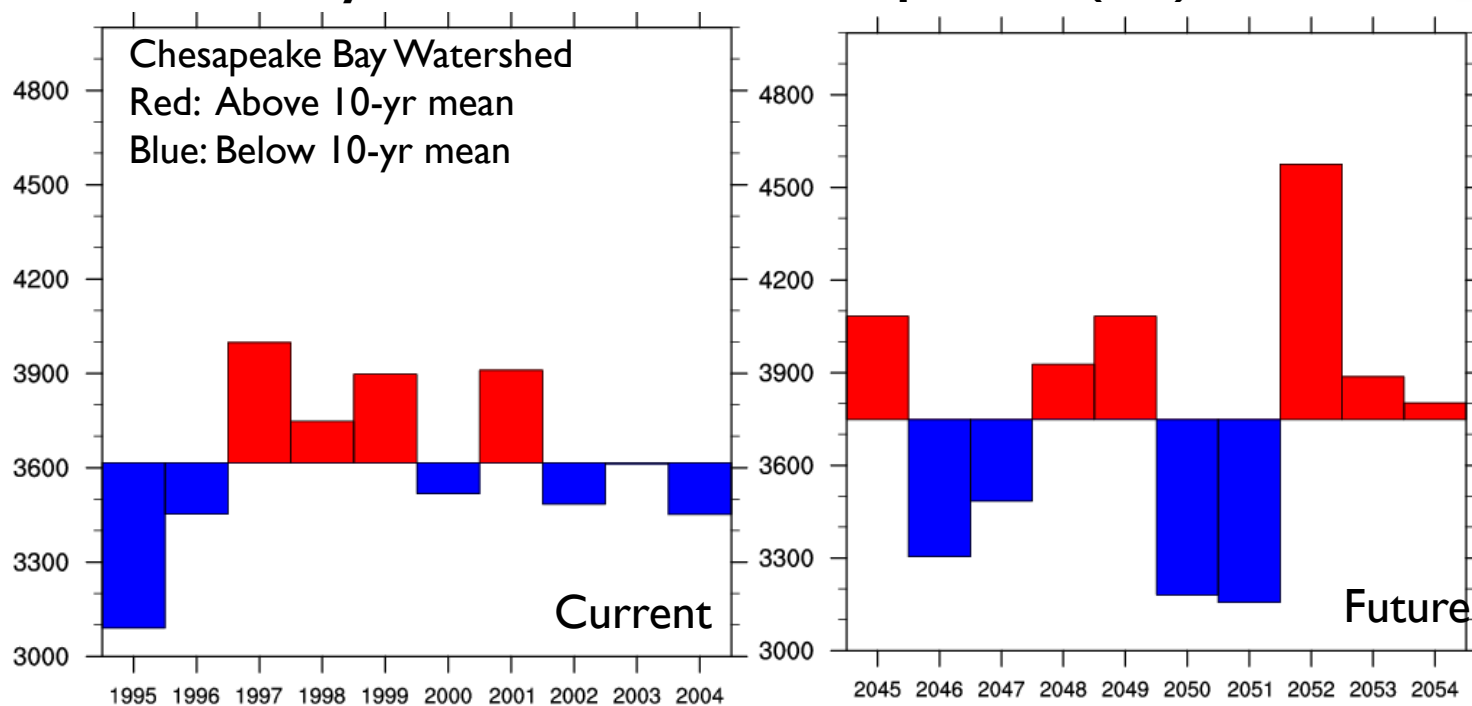 Chesapeake Bay Watershed
Red: Above 10-yr mean
Blue: Below 10-yr mean
4800
4500
4200
3900
3600
3300
3000
Current
1995 1996 1997 1998 1999 2000 2001 2002 2003 2004
4800
4500
4200
3900
3600
3300
3000
Future
2045 2046 2047 2048 2049 2050 2051 2052 2053 2054